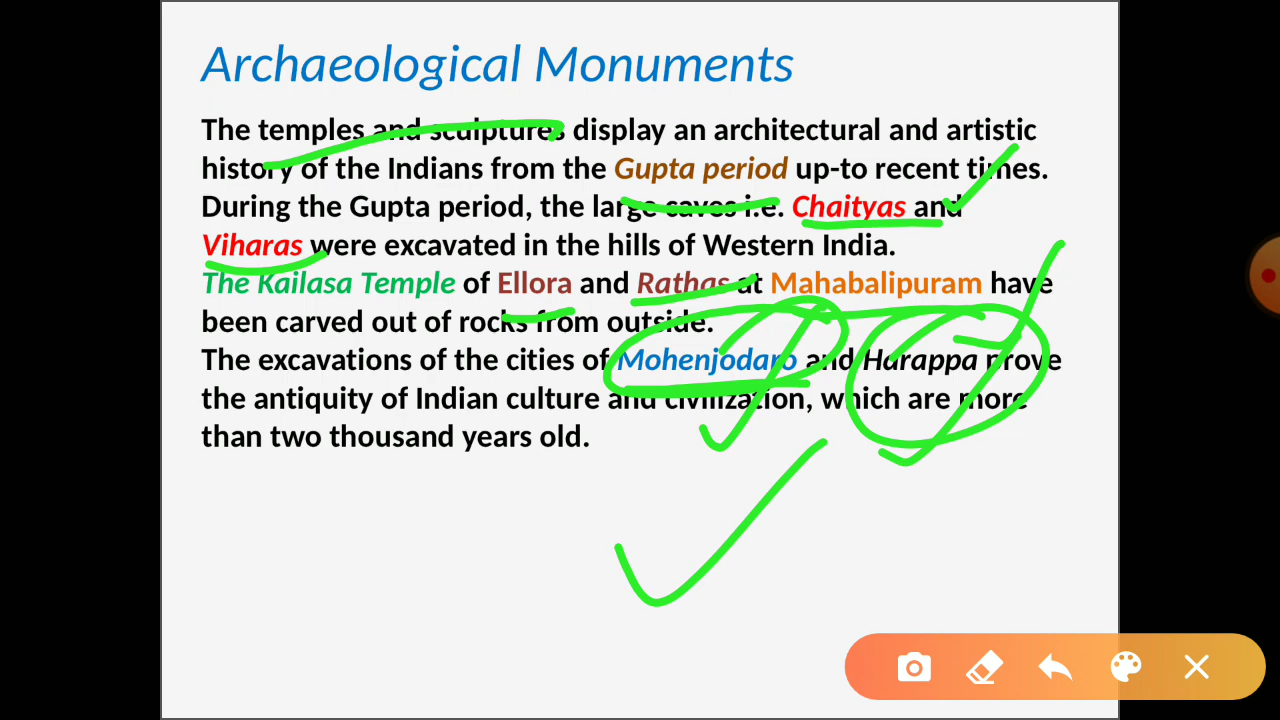 Archaeological Monuments
The temples and sculptures display an architectural and artistic
history of the Indians from the Gupta period up-to recent times.
During the Gupta period, the large caves i.e. Chaityas and
Viharas were excavated in the hills of Western India.
The Kailasa Temple of Ellora and Rathas at Mahabalipuram have
been carved out of rocks from outside.
The excavations of the cities of Mohenjodaro and Harappa prove
the antiquity of Indian culture and civilization, which are more
than two thousand years old.